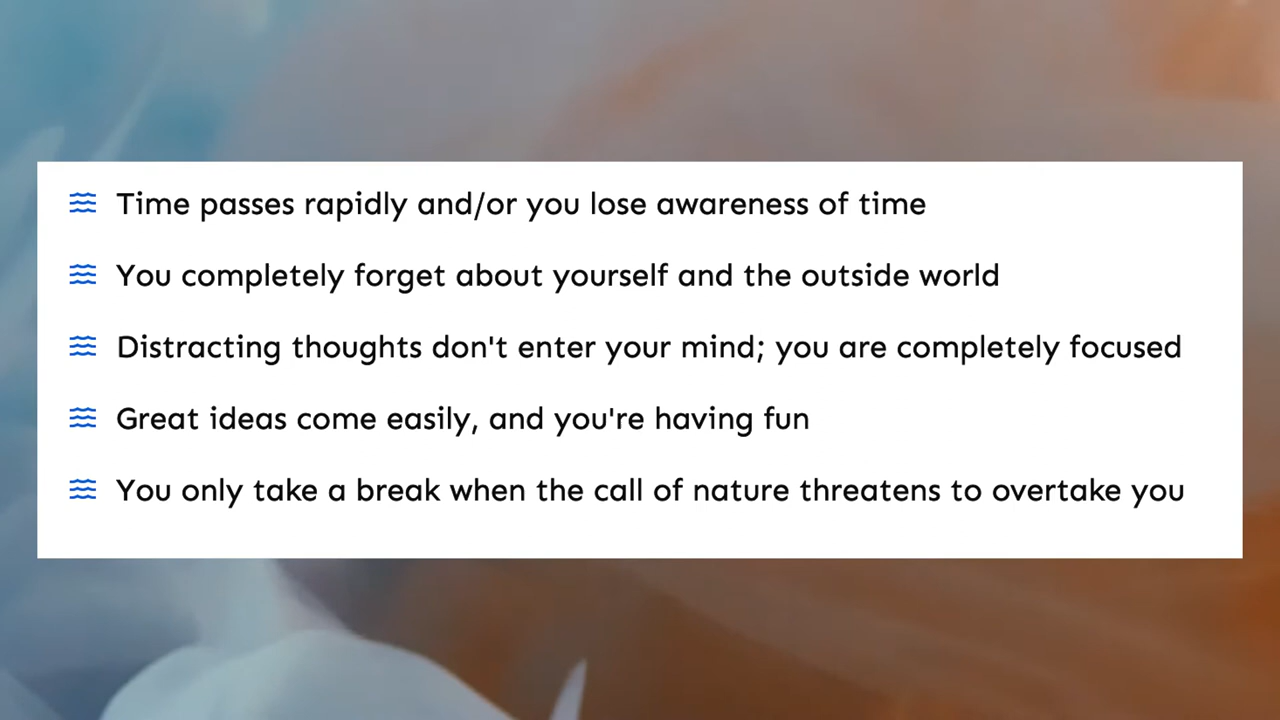 Time passes rapidly and/or you lose awareness of time
You completely forget about yourself and the outside world
Distracting thoughts don't enter your mind; you are completely focused
Great ideas come easily, and you're having fun
You only take a break when the call of nature threatens to overtake you